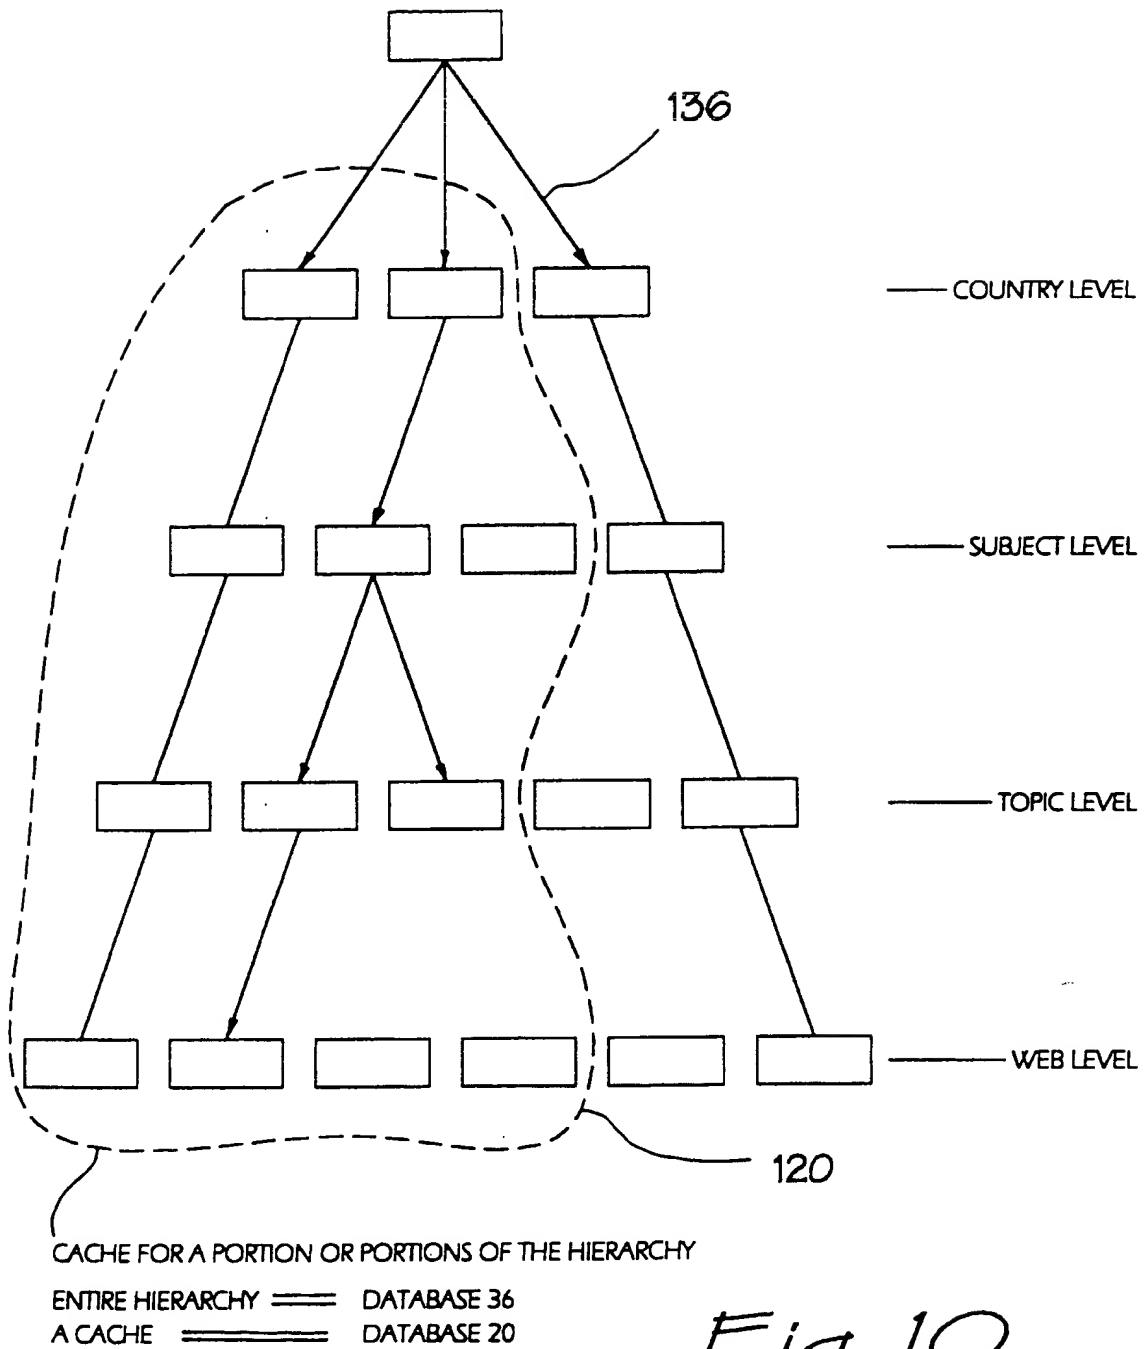 136
COUNTRY LEVEL
SUBJECT LEVEL
TOPIC LEVEL
WEB LEVEL
120
CACHE FOR A PORTION OR PORTIONS OF THE HIERARCHY
ENTIRE HIERARCHY DATABASE 36
A CACHE DATABASE 20
Fig. 10